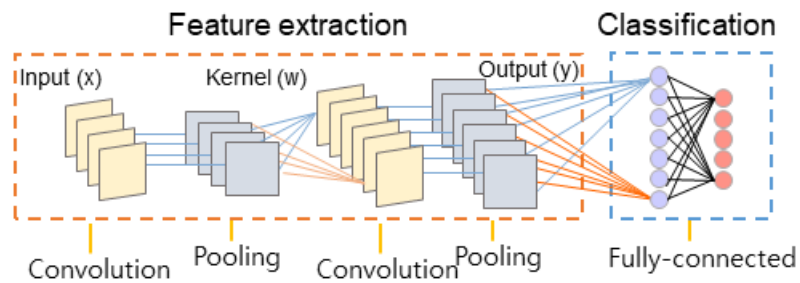 Feature extraction
Classification
Input (x)
Kernel (w)
Output (y)
Convolution
Pooling
Convolution
Pooling
Fully-connected